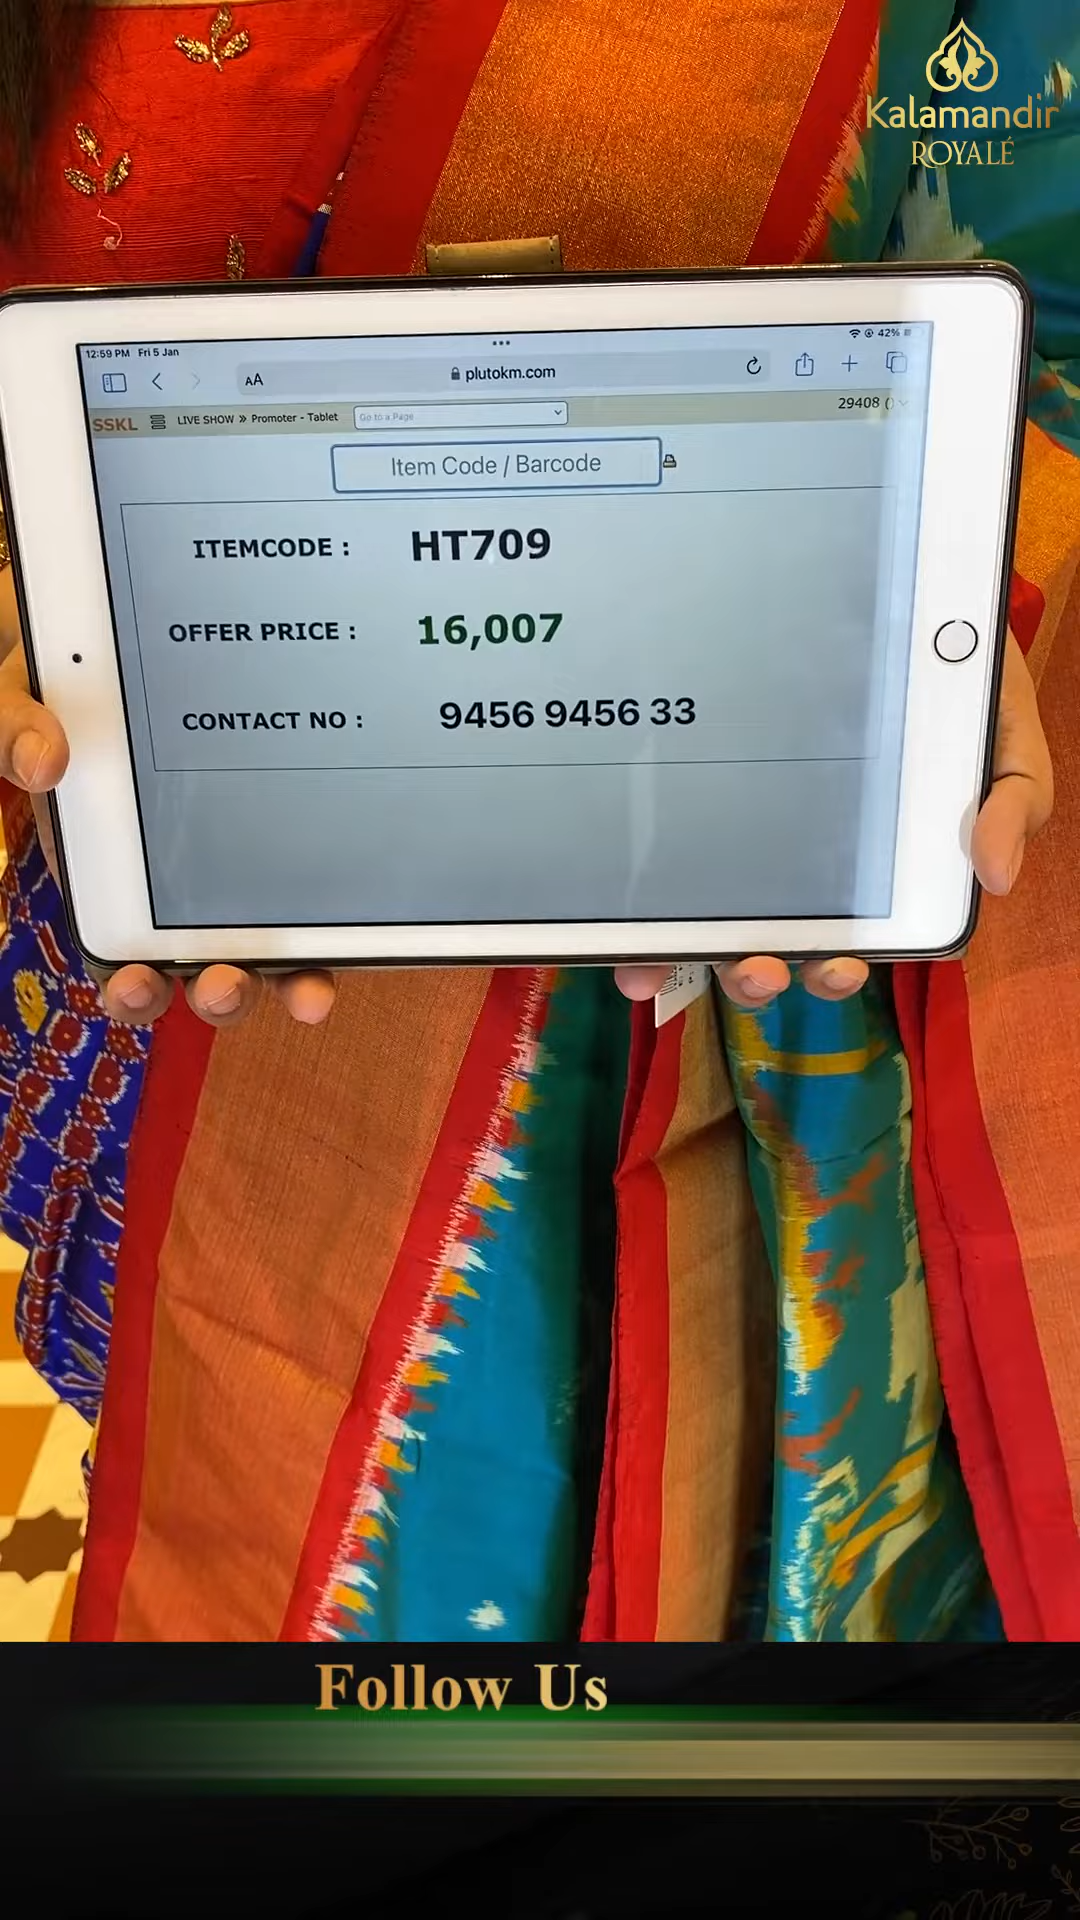 Kalamandir
ROYALÉ
12:59 PM Fri 5 Jan
42%
AA
plutokm.com
SSKL
LIVE SHOW » Promoter - Tablet
Go to a Page
29408 ()
Item Code / Barcode
ITEMCODE : HT709
OFFER PRICE : 16,007
CONTACT NO : 9456 9456 33
Follow Us